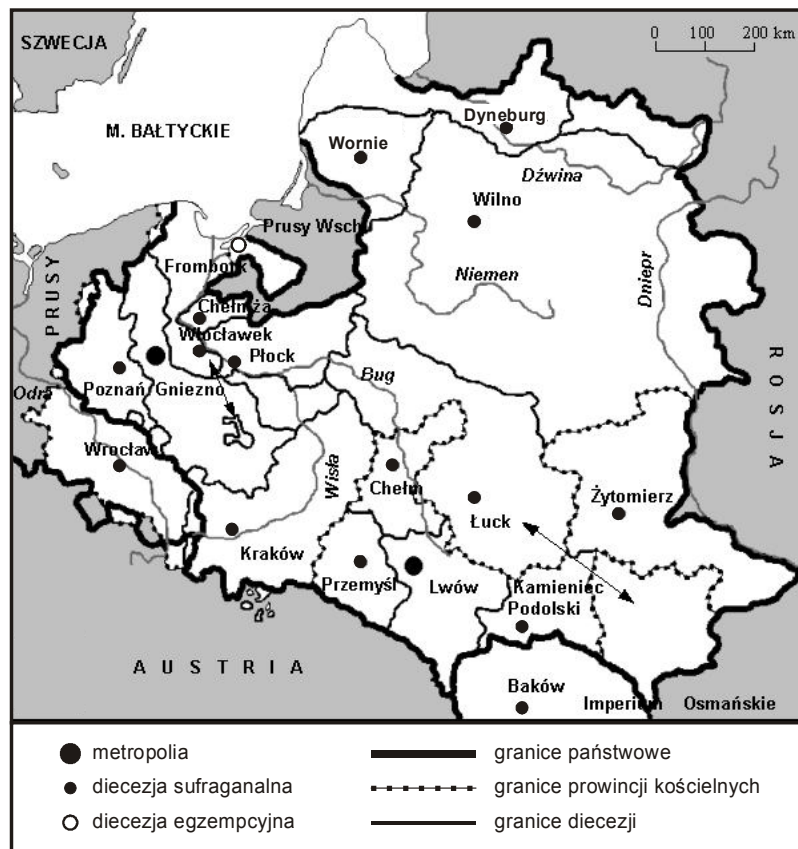 SZWECJA
0 100 200 km
M. BAŁTYCKIE
Dyneburg
Wornie
Dźwina
Wilno
Prusy Wsch
Frombork
Niemen
Dniepr
PRUSY
Chełmża
Włocławek
Płock
Bug
ROSJA
Odra
Poznań
Gniezno
Wrocław
Wisła
Chełm
Łuck
Żytomierz
Kraków
Przemyśl
Lwów
Kamieniec
Podolski
AUSTRIA
Baków
Imperium Osmańskie
metropolia
granice państwowe
diecezja sufraganalna
granice prowincji kościelnych
diecezja egzempcyjna
granice diecezji